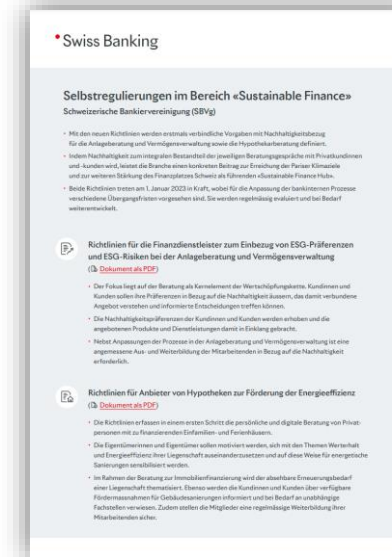 Swiss Banking
Selbstregulierungen im Bereich «Sustainable Finance»
Schweizerische Bankiervereinigung (SBVg)
• Mit den neuen Richtlinien werden erstmals verbindliche Vorgaben mit Nachhaltigkeitsbezug
für die Anlageberatung und Vermögensverwaltung sowie die Hypothekarberatung definiert.
• Indem Nachhaltigkeit zum integralen Bestandteil der jeweiligen Beratungsgespräche mit Privatkundinnen
und -kunden wird, leistet die Branche einen konkreten Beitrag zur Erreichung der Pariser Klimaziele
und zur weiteren Stärkung des Finanzplatzes Schweiz als führenden «Sustainable Finance Hub».
• Beide Richtlinien treten am 1. Januar 2023 in Kraft, wobei für die Anpassung der bankinternen Prozesse
verschiedene Übergangsfristen vorgesehen sind. Sie werden regelmässig evaluiert und bei Bedarf
weiterentwickelt.
Richtlinien für die Finanzdienstleister zum Einbezug von ESG-Präferenzen
und ESG-Risiken bei der Anlageberatung und Vermögensverwaltung
(Dokument als PDF)
• Der Fokus liegt auf der Beratung als Kernelement der Wertschöpfungskette. Kundinnen und
Kunden sollen ihre Präferenzen in Bezug auf die Nachhaltigkeit äussern, das damit verbundene
Angebot verstehen und informierte Entscheidungen treffen können.
• Die Nachhaltigkeitspräferenzen der Kundinnen und Kunden werden erhoben und die
angebotenen Produkte und Dienstleistungen damit in Einklang gebracht.
• Nebst Anpassungen der Prozesse in der Anlageberatung und Vermögensverwaltung ist eine
angemessene Aus- und Weiterbildung der Mitarbeitenden in Bezug auf die Nachhaltigkeit
erforderlich.
Richtlinien für Anbieter von Hypotheken zur Förderung der Energieeffizienz
(Dokument als PDF)
• Die Richtlinien erfassen in einem ersten Schritt die persönliche und digitale Beratung von Privat-
personen mit zu finanzierenden Einfamilien- und Ferienhäusern.
• Die Eigentümerinnen und Eigentümer sollen motiviert werden, sich mit den Themen Werterhalt
und Energieeffizienz ihrer Liegenschaft auseinanderzusetzen und auf diese Weise für energetische
Sanierungen sensibilisiert werden.
• Im Rahmen der Beratung zur Immobilienfinanzierung wird der absehbare Erneuerungsbedarf
einer Liegenschaft thematisiert. Ebenso werden die Kundinnen und Kunden über verfügbare
Fördermassnahmen für Gebäudesanierungen informiert und bei Bedarf an unabhängige
Fachstellen verwiesen. Zudem stellen die Mitglieder eine regelmässige Weiterbildung ihrer
Mitarbeitenden sicher.